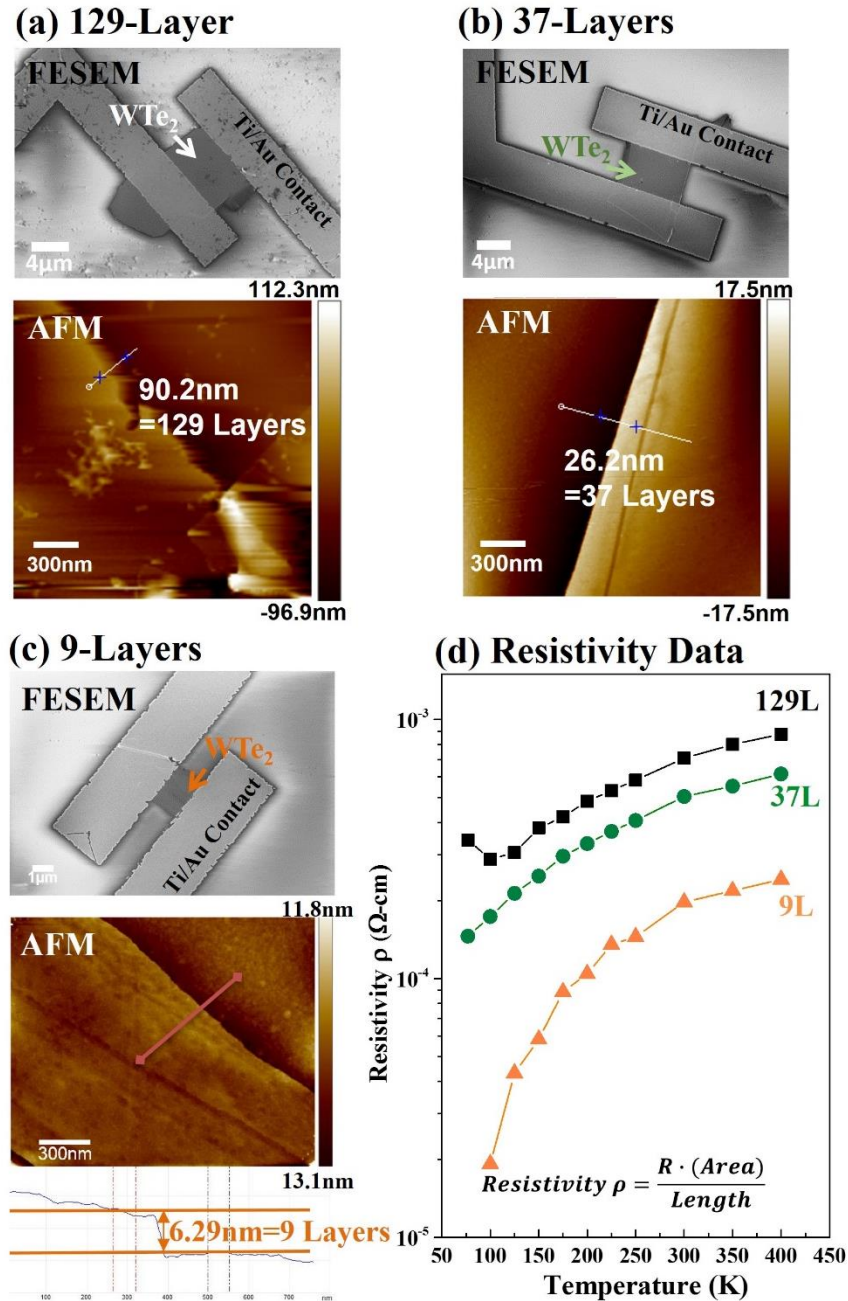 (a) 129-Layer
FESEM
WTe₂
Ti/Au Contact
4μm
112.3nm
AFM
90.2nm
=129 Layers
300nm
-96.9nm
(b) 37-Layers
FESEM
Ti/Au Contact
WTe₂
4μm
17.5nm
AFM
26.2nm
=37 Layers
300nm
-17.5nm
(c) 9-Layers
FESEM
WTe₂
Ti/Au Contact
1μm
11.8nm
AFM
300nm
13.1nm
6.29nm=9 Layers
100 200 300 400 500 600 700 nm
(d) Resistivity Data
129L
37L
9L
10⁻³
10⁻⁴
10⁻⁵
Resistivity ρ (Ω-cm)
Resistivity ρ = R · (Area) / Length
50 100 150 200 250 300 350 400 450
Temperature (K)